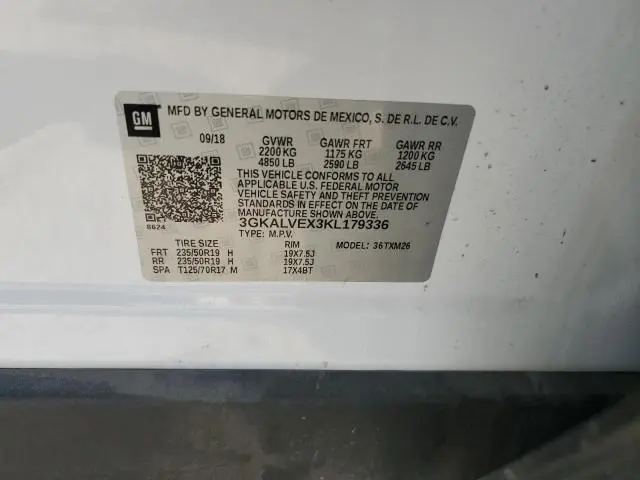 GM
MFD BY GENERAL MOTORS DE MEXICO, S. DE R.L. DE C.V.
09/18 GVWR GAWR FRT GAWR RR
2200 KG 1175 KG 1200 KG
4850 LB 2590 LB 2645 LB
THIS VEHICLE CONFORMS TO ALL
APPLICABLE U.S. FEDERAL MOTOR
VEHICLE SAFETY AND THEFT PREVENTION
STANDARDS IN EFFECT ON THE DATE OF
MANUFACTURE SHOWN ABOVE.
3GKALVEX3KL179336
8624
TYPE: M.P.V. MODEL: 36TXM26
TIRE SIZE RIM
FRT 235/50R19 H 19X7.5J
RR 235/50R19 H 19X7.5J
SPA T125/70R17 M 17X4BT